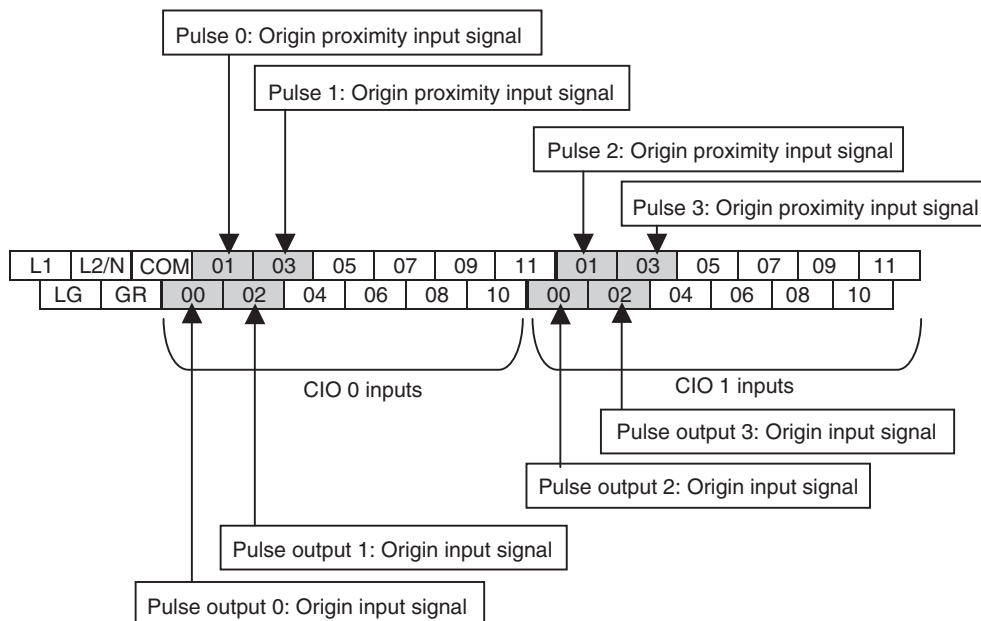 Pulse 0: Origin proximity input signal
Pulse 1: Origin proximity input signal
Pulse 2: Origin proximity input signal
Pulse 3: Origin proximity input signal
L1 L2/N COM 01 03 05 07 09 11 01 03 05 07 09 11
LG GR 00 02 04 06 08 10 00 02 04 06 08 10
CIO 0 inputs CIO 1 inputs
Pulse output 3: Origin input signal
Pulse output 2: Origin input signal
Pulse output 1: Origin input signal
Pulse output 0: Origin input signal